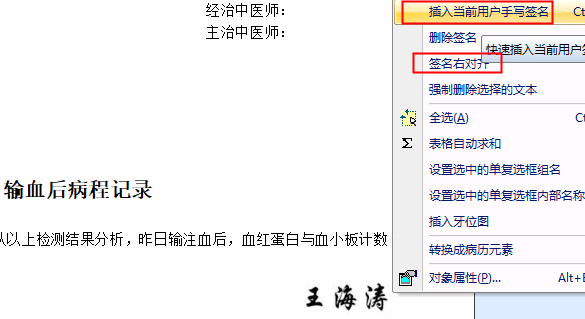 经治中医师：
主治中医师：
插入当前用户手写签名 Ct
删除签名
快速插入当前用户
签名右对齐
强制删除选择的文本
全选(A) Ct
表格自动求和
设置选中的单复选框组名
设置选中的单复选框内部名称
插入牙位图
转换成病历元素
对象属性(P)... Alt+E
输血后病程记录
从以上检测结果分析，昨日输注血后，血红蛋白与血小板计数
王海涛